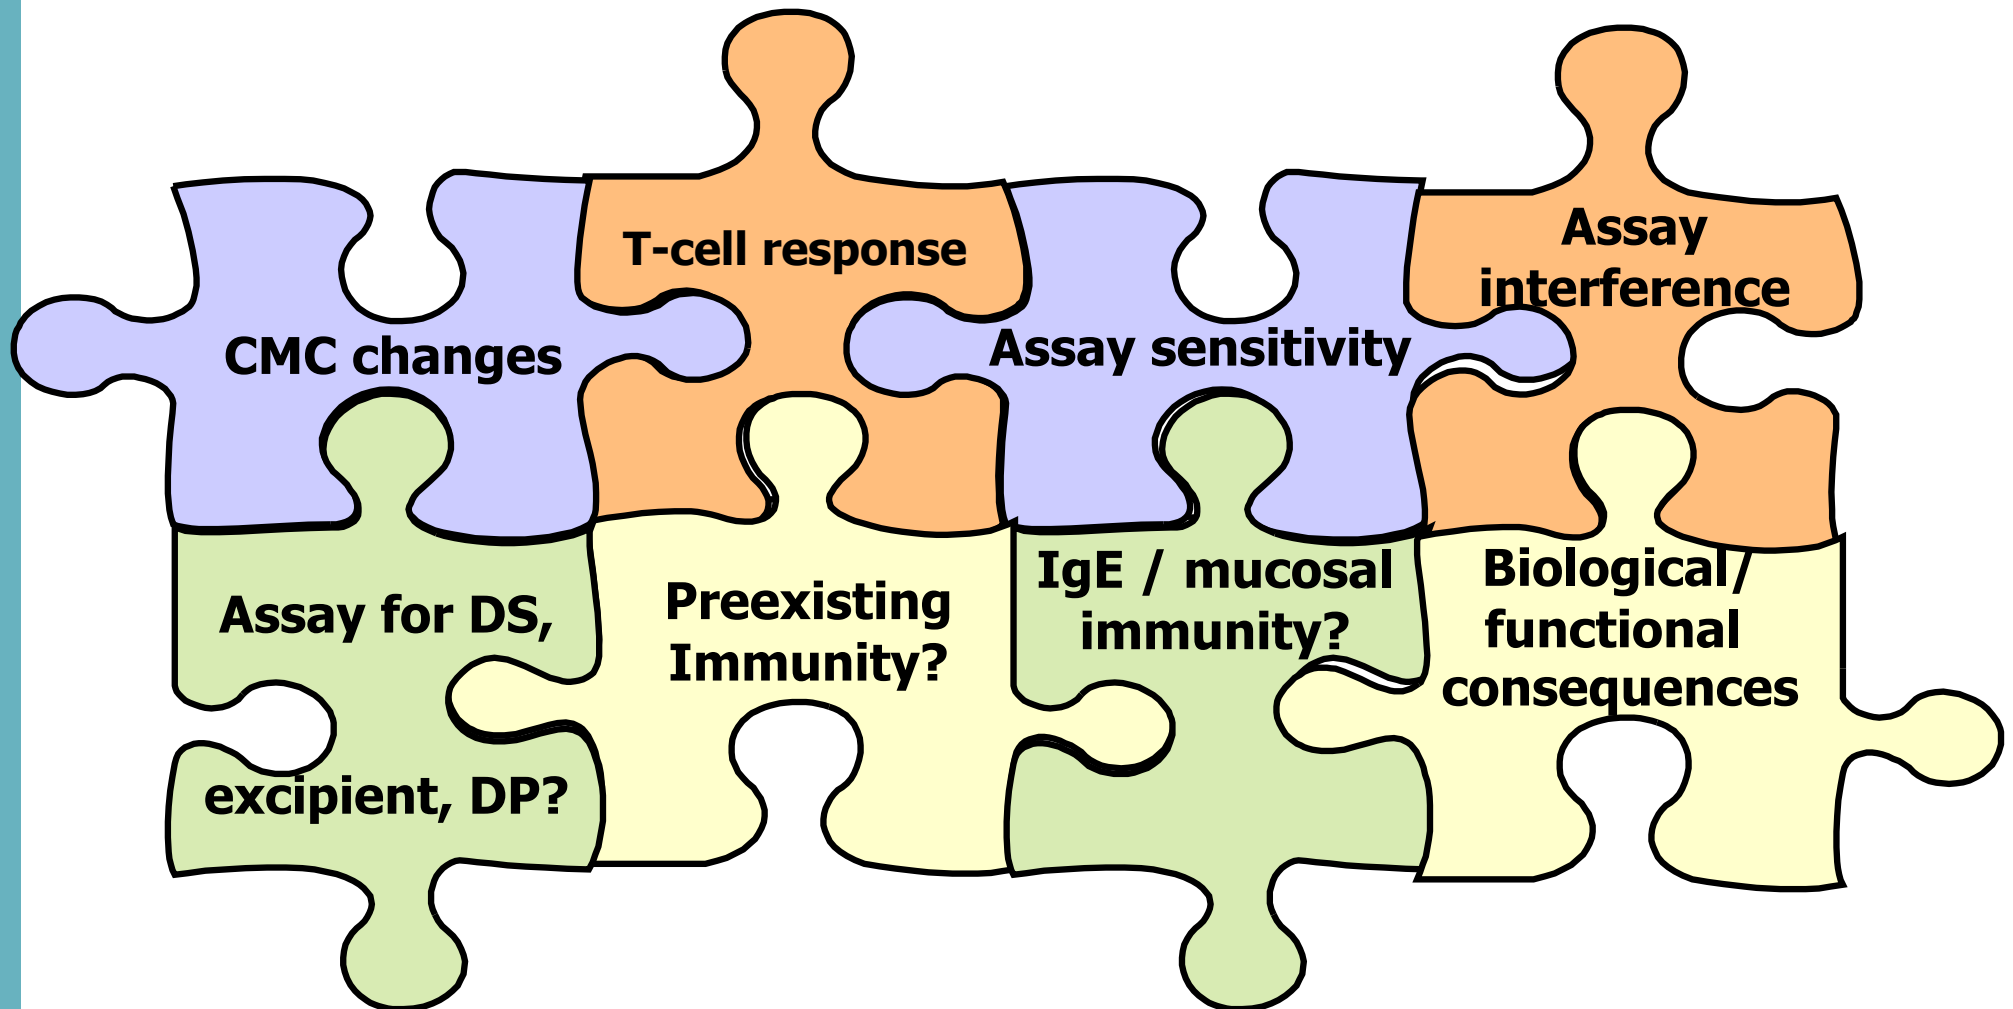 T-cell response
Assay
interference
CMC changes
Assay sensitivity
Assay for DS,
excipient, DP?
Preexisting
Immunity?
IgE / mucosal
immunity?
Biological/
functional
consequences